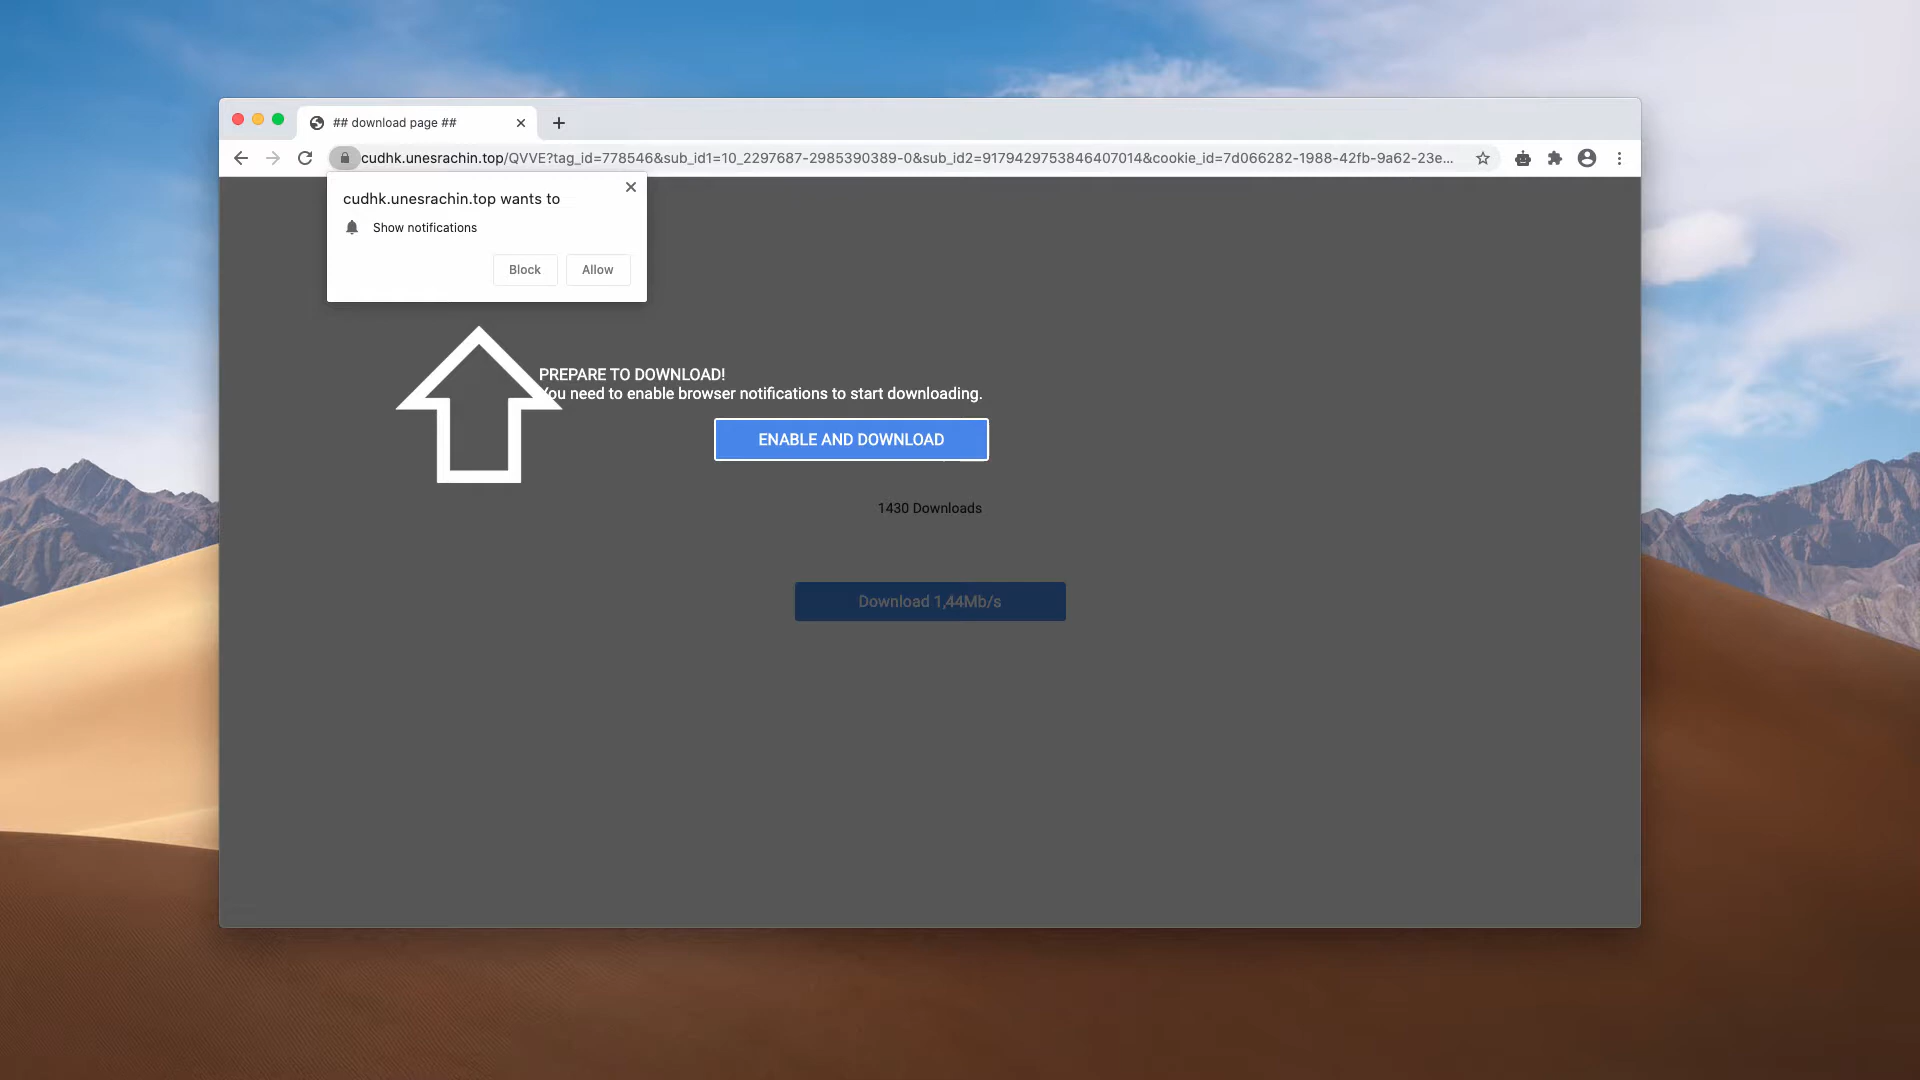 ## download page ##
cudhk.unesrachin.top/QVVE?tag_id=778546&sub_id1=10_2297687-2985390389-0&sub_id2=9179429753846407014&cookie_id=7d066282-1988-42fb-9a62-23e...
cudhk.unesrachin.top wants to
Show notifications
Block Allow
PREPARE TO DOWNLOAD!
You need to enable browser notifications to start downloading.
ENABLE AND DOWNLOAD
1430 Downloads
Download 1,44Mb/s